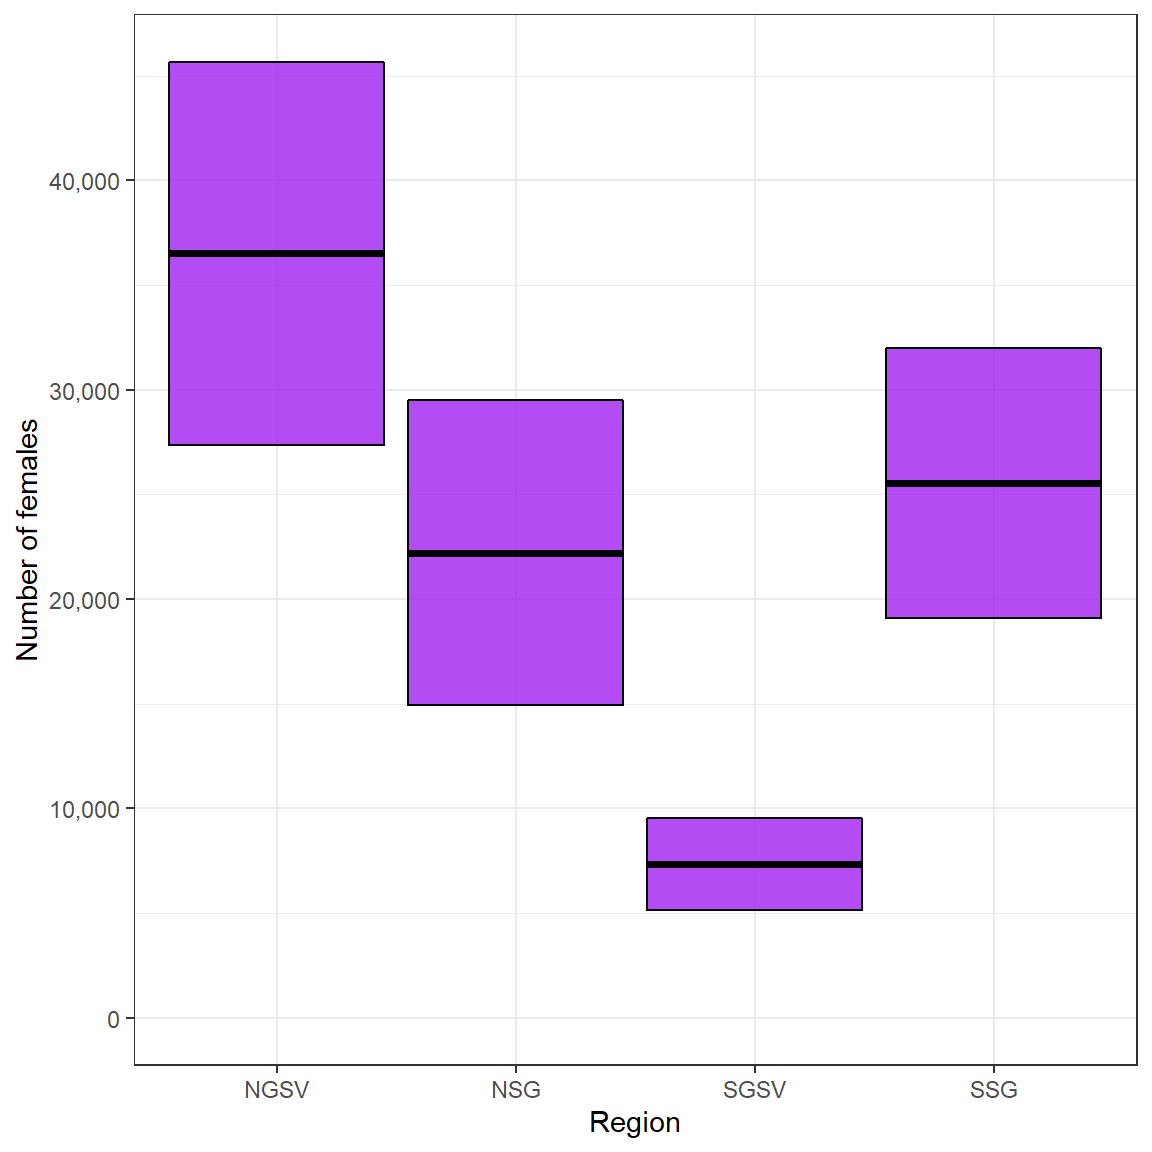 Number of females
40,000
30,000
20,000
10,000
0
NGSV NSG SGSV SSG
Region